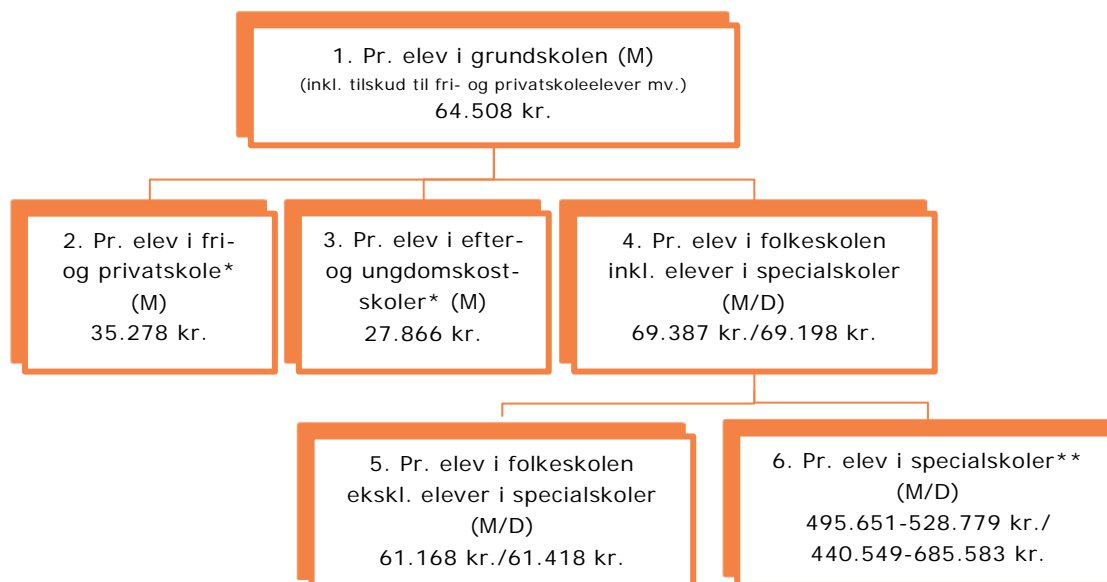 1. Pr. elev i grundskolen (M)
(inkl. tilskud til fri- og privatskoleelever mv.)
64.508 kr.
2. Pr. elev i fri-
og privatskole*
(M)
35.278 kr.
3. Pr. elev i efter-
og ungdomskost-
skoler* (M)
27.866 kr.
4. Pr. elev i folkeskolen
inkl. elever i specialskoler
(M/D)
69.387 kr./69.198 kr.
5. Pr. elev i folkeskolen
ekskl. elever i specialskoler
(M/D)
61.168 kr./61.418 kr.
6. Pr. elev i specialskoler**
(M/D)
495.651-528.779 kr./
440.549-685.583 kr.